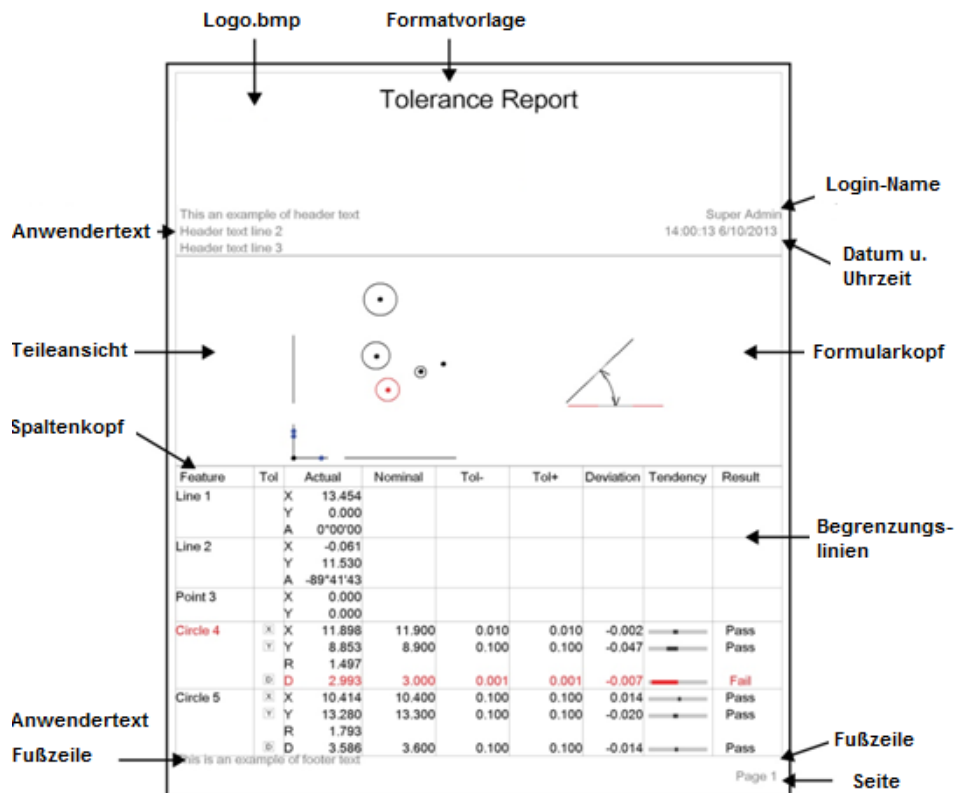 Logo.bmp Formatvorlage
Tolerance Report
Login-Name
This an example of header text Super Admin
Anwendertext Header text line 2 14:00:13 6/10/2013
Header text line 3
Datum u.
Uhrzeit
Teileansicht Formularkopf
Spaltenkopf
Feature Tol Actual Nominal Tol- Tol+ Deviation Tendency Result
Line 1 X 13.454
Y 0.000
A 0°00'00
Begrenzungs-
linien
Line 2 X -0.061
Y 11.530
A -89°41'43
Point 3 X 0.000
Y 0.000
Circle 4 X X 11.898 11.900 0.010 0.010 -0.002 Pass
Y Y 8.853 8.900 0.100 0.100 -0.047 Pass
R 1.497
D D 2.993 3.000 0.001 0.001 -0.007 Fail
Circle 5 X X 10.414 10.400 0.100 0.100 0.014 Pass
Y Y 13.280 13.300 0.100 0.100 -0.020 Pass
R 1.793
D D 3.586 3.600 0.100 0.100 -0.014 Pass
Anwendertext
Fußzeile
This is an example of footer text
Fußzeile
Page 1 Seite